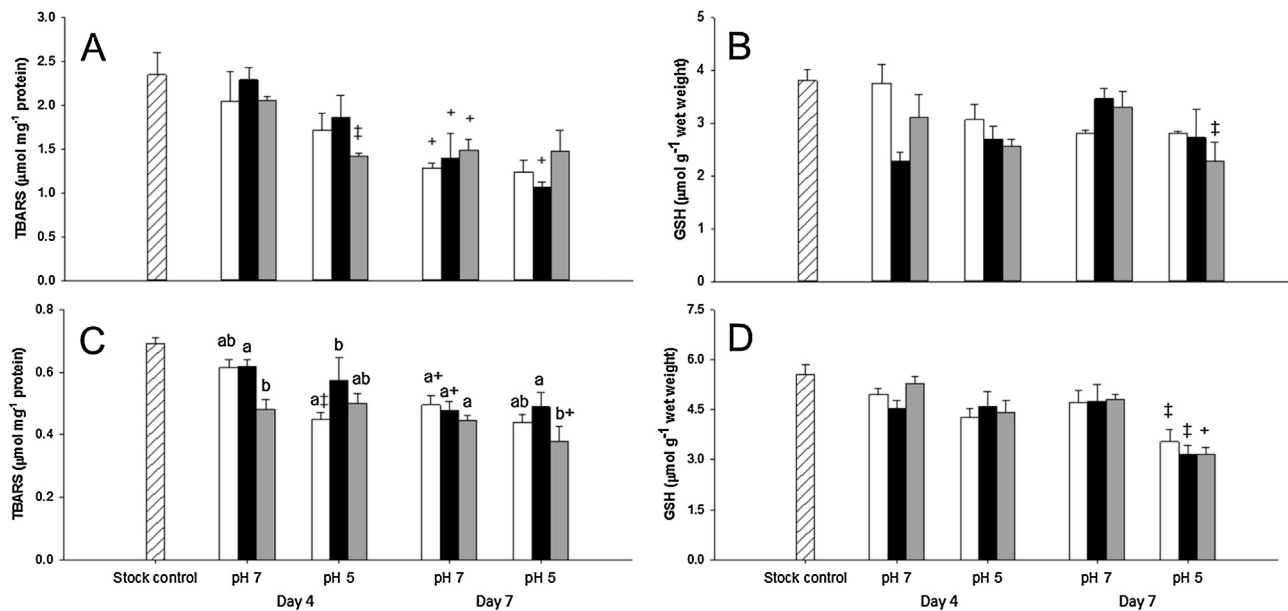 A
TBARS (µmol mg⁻¹ protein)
3.0
2.5
2.0
1.5
1.0
0.5
0.0
‡
+ + +
+
B
GSH (µmol g⁻¹ wet weight)
5
4
3
2
1
0
‡
C
TBARS (µmol mg⁻¹ protein)
0.8
0.6
0.4
0.2
0.0
ab a b
a‡ b ab
a+ a+ a
ab a b+
Stock control pH 7 pH 5 pH 7 pH 5
Day 4 Day 7
D
GSH (µmol g⁻¹ wet weight)
7.5
6.0
4.5
3.0
1.5
0.0
‡ ‡ +
Stock control pH 7 pH 5 pH 7 pH 5
Day 4 Day 7